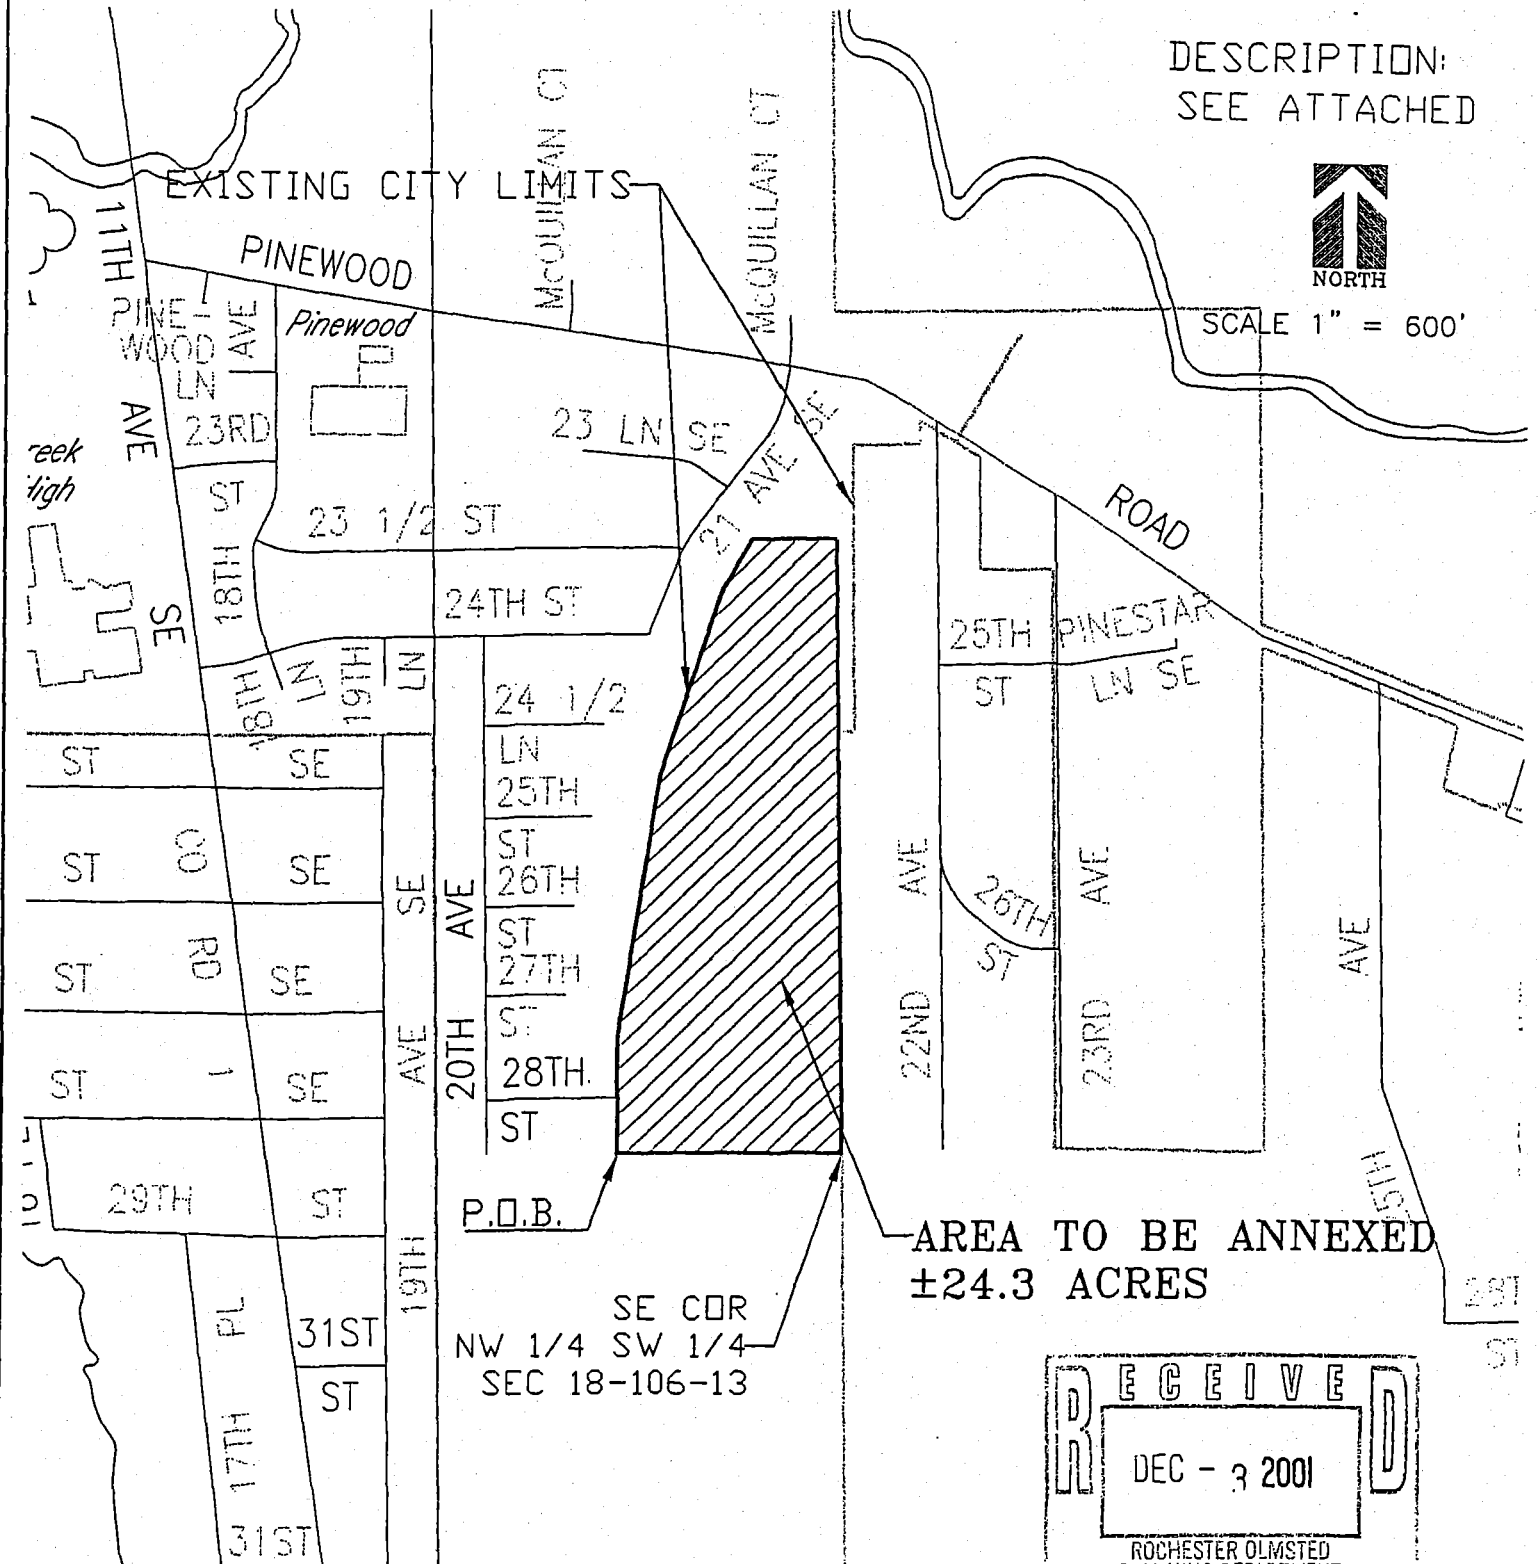 DESCRIPTION:
SEE ATTACHED
NORTH
SCALE 1" = 600'
McQUILLAN CT
McQUILLAN CT
EXISTING CITY LIMITS
11TH
AVE
SE
PINEWOOD
ROAD
PINE-
WOOD
LN
AVE
Pinewood
23RD
ST
18TH
reek
High
23 LN SE
21 AVE SE
23 1/2 ST
24TH ST
18TH
LN
19TH
LN
25TH
ST
PINESTAR
LN SE
24 1/2
LN
25TH
ST
26TH
ST
27TH
ST
28TH
ST
ST
SE
ST
SE
ST
SE
ST
SE
CO
RD
1
SE
AVE
19TH
AVE
20TH
AVE
22ND
AVE
23RD
26TH
ST
AVE
29TH
ST
P.O.B.
AREA TO BE ANNEXED
±24.3 ACRES
SE COR
NW 1/4 SW 1/4
SEC 18-106-13
PL
17TH
31ST
ST
31ST
RECEIVED
DEC - 3 2001
ROCHESTER OLMSTED